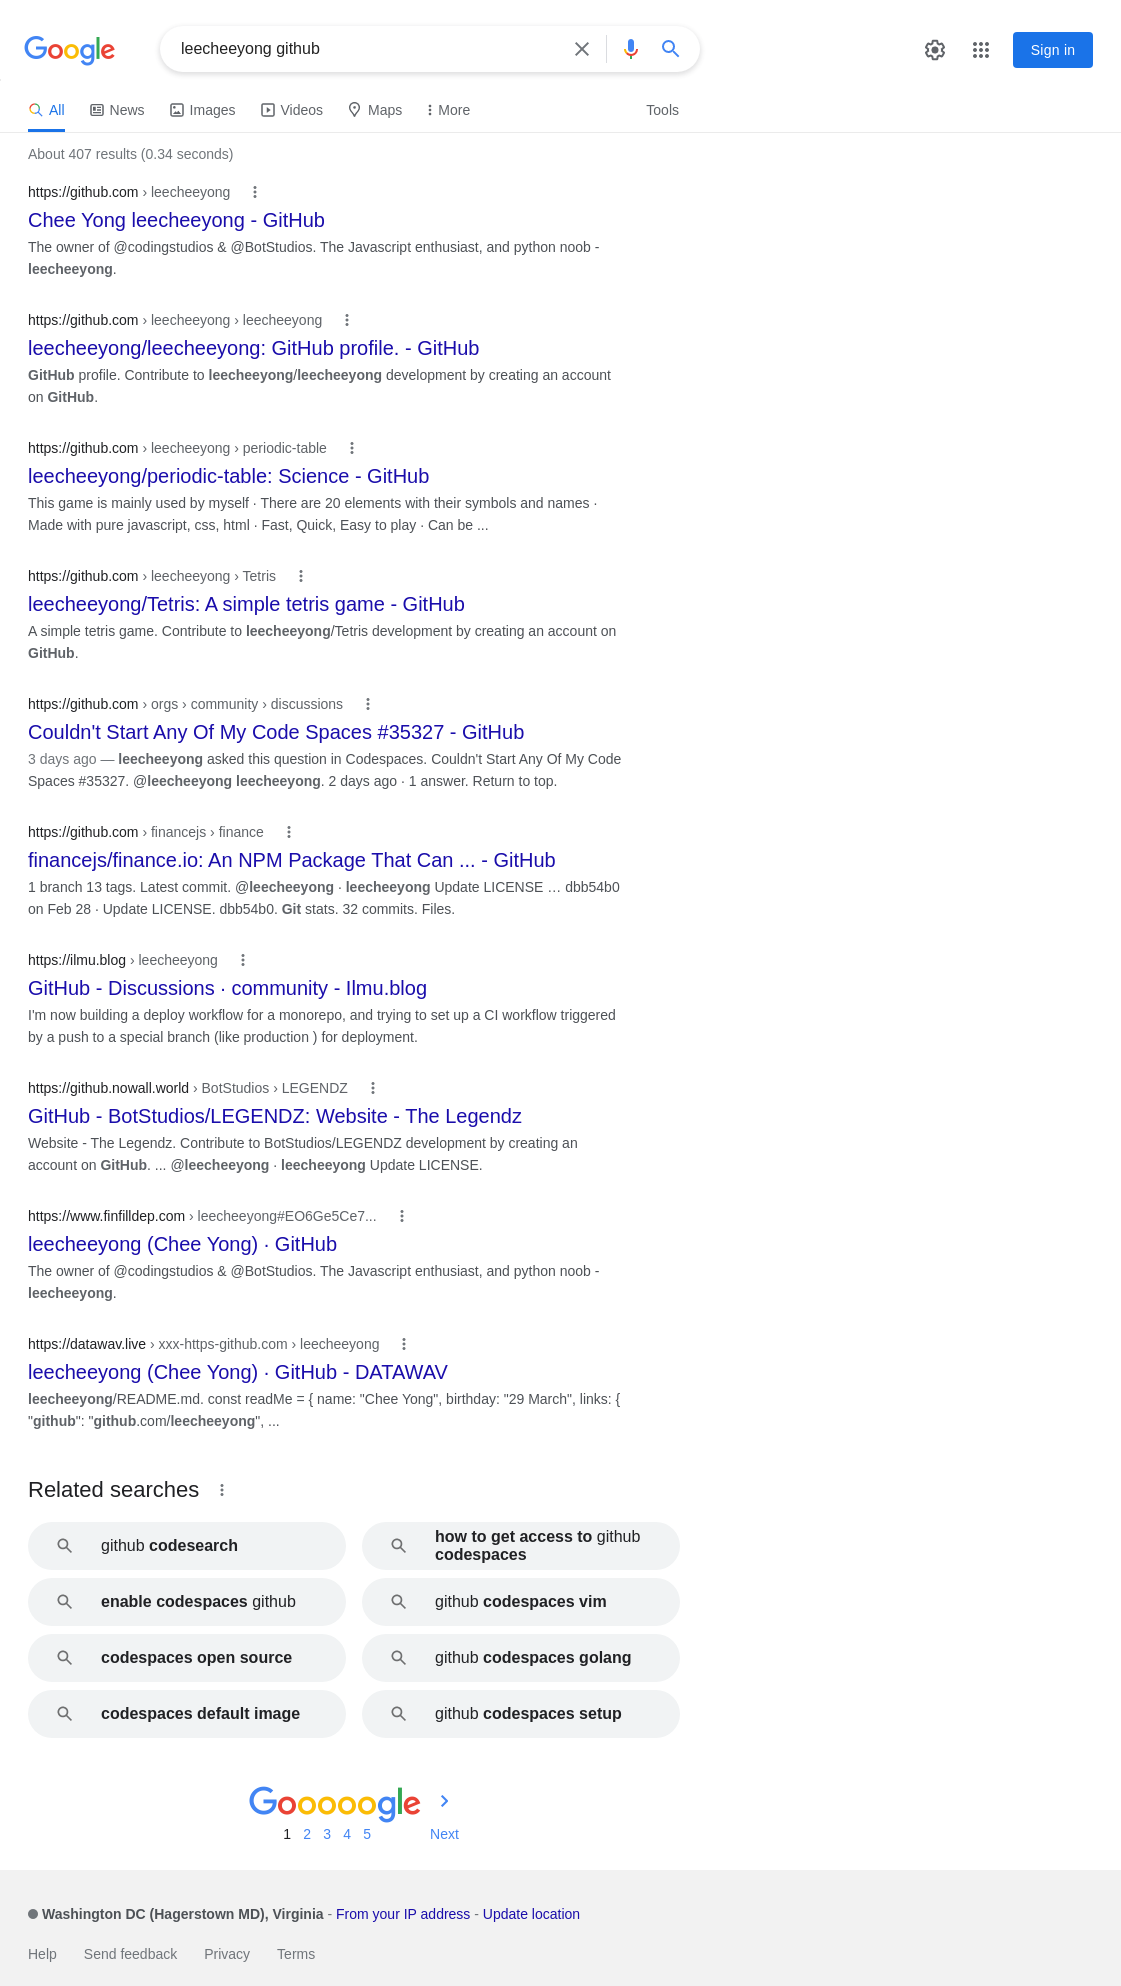 Google
leecheeyong github
Sign in
All News Images Videos Maps More Tools
About 407 results (0.34 seconds)
https://github.com › leecheeyong
Chee Yong leecheeyong - GitHub
The owner of @codingstudios & @BotStudios. The Javascript enthusiast, and python noob -
leecheeyong.
https://github.com › leecheeyong › leecheeyong
leecheeyong/leecheeyong: GitHub profile. - GitHub
GitHub profile. Contribute to leecheeyong/leecheeyong development by creating an account
on GitHub.
https://github.com › leecheeyong › periodic-table
leecheeyong/periodic-table: Science - GitHub
This game is mainly used by myself · There are 20 elements with their symbols and names ·
Made with pure javascript, css, html · Fast, Quick, Easy to play · Can be ...
https://github.com › leecheeyong › Tetris
leecheeyong/Tetris: A simple tetris game - GitHub
A simple tetris game. Contribute to leecheeyong/Tetris development by creating an account on
GitHub.
https://github.com › orgs › community › discussions
Couldn't Start Any Of My Code Spaces #35327 - GitHub
3 days ago — leecheeyong asked this question in Codespaces. Couldn't Start Any Of My Code
Spaces #35327. @leecheeyong leecheeyong. 2 days ago · 1 answer. Return to top.
https://github.com › financejs › finance
financejs/finance.io: An NPM Package That Can ... - GitHub
1 branch 13 tags. Latest commit. @leecheeyong · leecheeyong Update LICENSE … dbb54b0
on Feb 28 · Update LICENSE. dbb54b0. Git stats. 32 commits. Files.
https://ilmu.blog › leecheeyong
GitHub - Discussions · community - Ilmu.blog
I'm now building a deploy workflow for a monorepo, and trying to set up a CI workflow triggered
by a push to a special branch (like production ) for deployment.
https://github.nowall.world › BotStudios › LEGENDZ
GitHub - BotStudios/LEGENDZ: Website - The Legendz
Website - The Legendz. Contribute to BotStudios/LEGENDZ development by creating an
account on GitHub. ... @leecheeyong · leecheeyong Update LICENSE.
https://www.finfilldep.com › leecheeyong#EO6Ge5Ce7...
leecheeyong (Chee Yong) · GitHub
The owner of @codingstudios & @BotStudios. The Javascript enthusiast, and python noob -
leecheeyong.
https://datawav.live › xxx-https-github.com › leecheeyong
leecheeyong (Chee Yong) · GitHub - DATAWAV
leecheeyong/README.md. const readMe = { name: "Chee Yong", birthday: "29 March", links: {
"github": "github.com/leecheeyong", ...
Related searches
github codesearch
how to get access to github
codespaces
enable codespaces github
github codespaces vim
codespaces open source
github codespaces golang
codespaces default image
github codespaces setup
Gooooogle
1 2 3 4 5 Next
Washington DC (Hagerstown MD), Virginia - From your IP address - Update location
Help Send feedback Privacy Terms